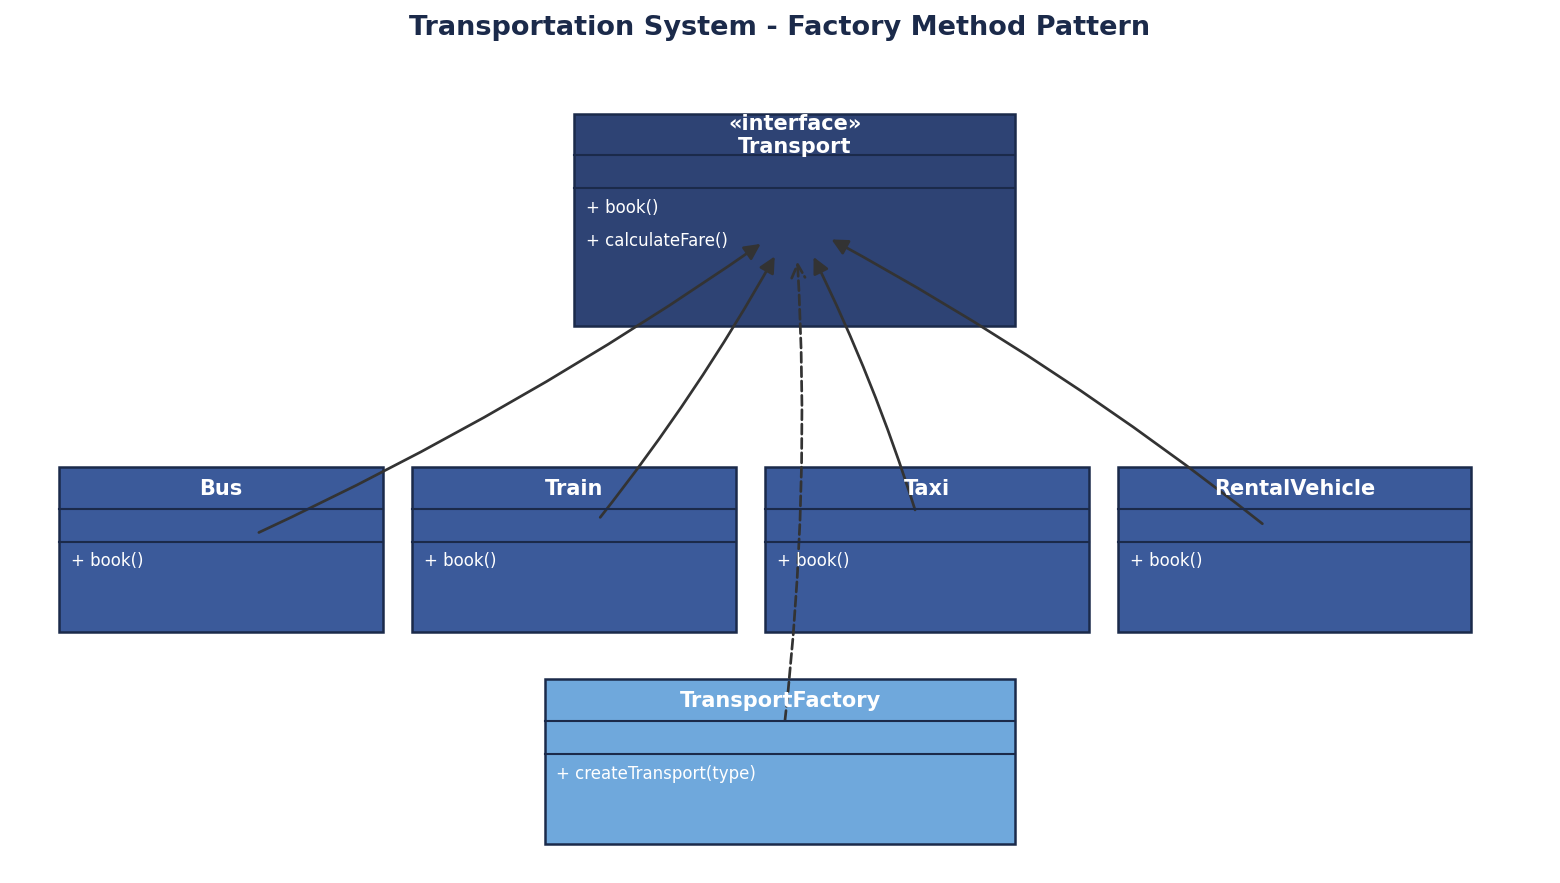 Transportation System - Factory Method Pattern
«interface»
Transport
+ book()
+ calculateFare()
Bus
+ book()
Train
+ book()
Taxi
+ book()
RentalVehicle
+ book()
TransportFactory
+ createTransport(type)